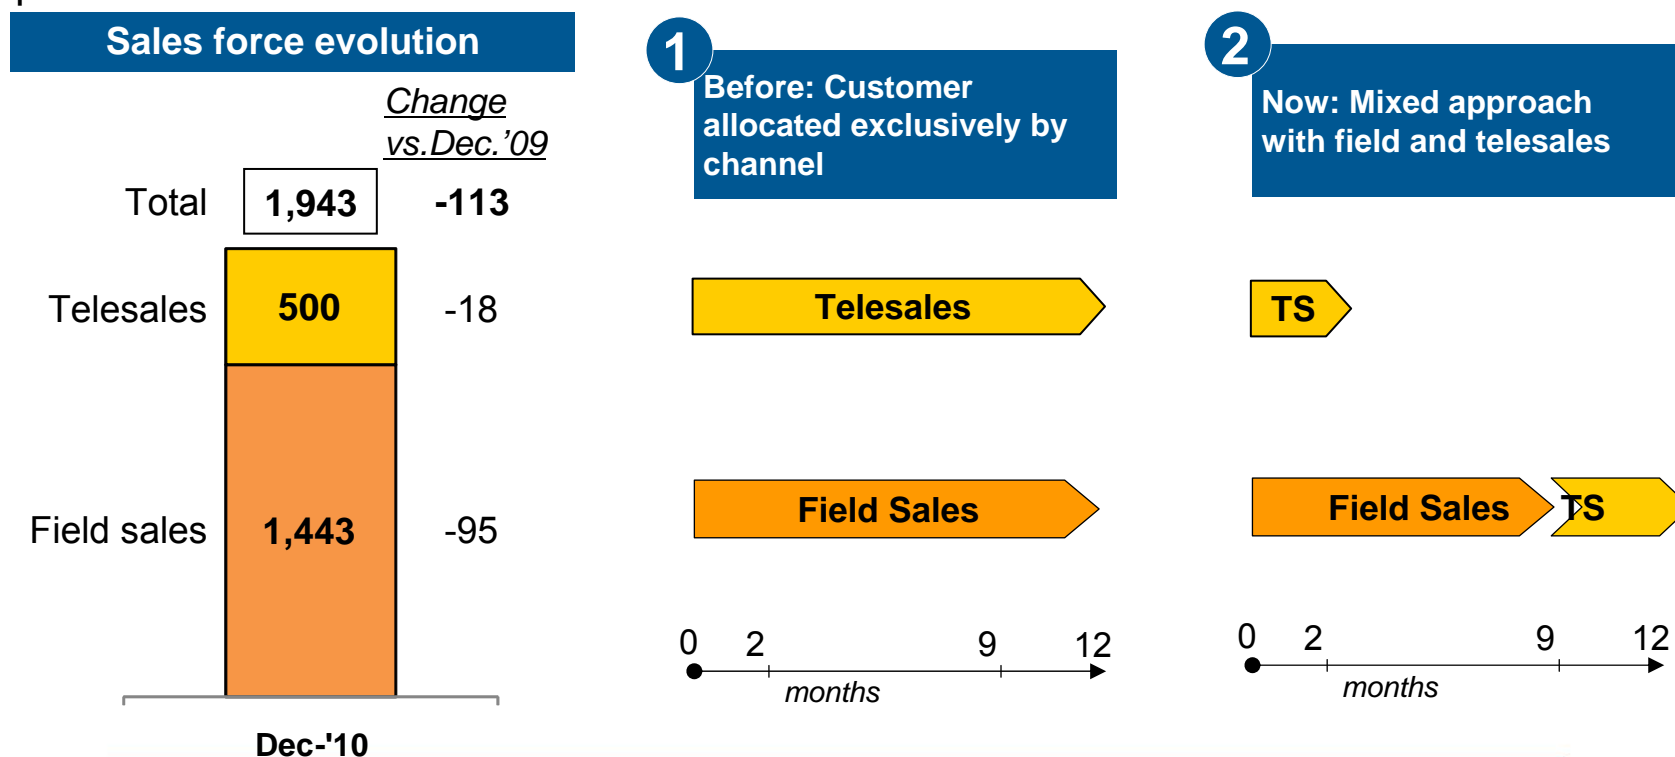 Sales force evolution
Change
vs.Dec.’09
Total 1,943 -113
Telesales 500 -18
Field sales 1,443 -95
Dec-'10
1
Before: Customer
allocated exclusively by
channel
Telesales
Field Sales
0 2 9 12
months
2
Now: Mixed approach
with field and telesales
TS
Field Sales TS
0 2 9 12
months